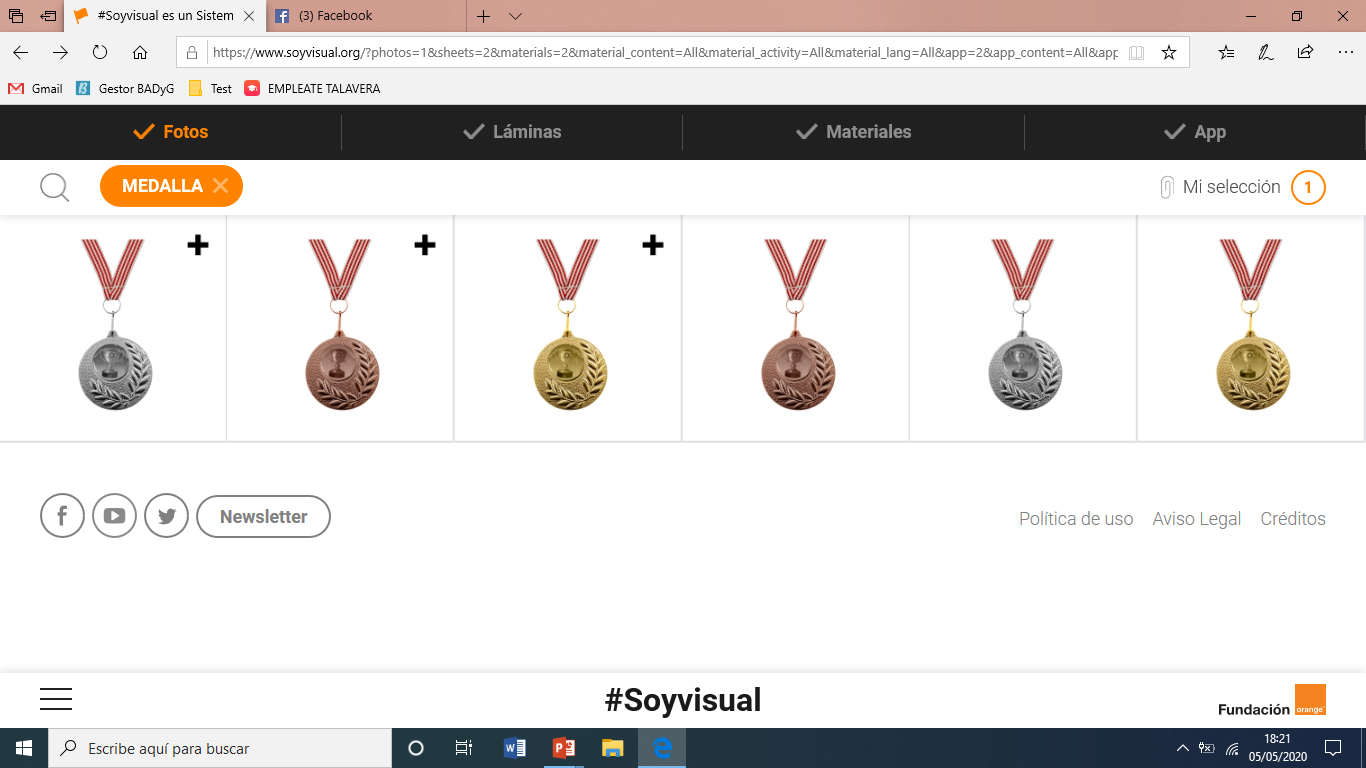 #Soyvisual es un Sistem
(3) Facebook
https://www.soyvisual.org/?photos=1&sheets=2&materials=2&material_content=All&material_activity=All&material_lang=All&app=2&app_content=All&app
Gmail
Gestor BADyG
Test
EMPLEATE TALAVERA
Fotos
Láminas
Materiales
App
MEDALLA
Mi selección
1
Newsletter
Política de uso
Aviso Legal
Créditos
#Soyvisual
Fundación
orange
Escribe aquí para buscar
18:21
05/05/2020